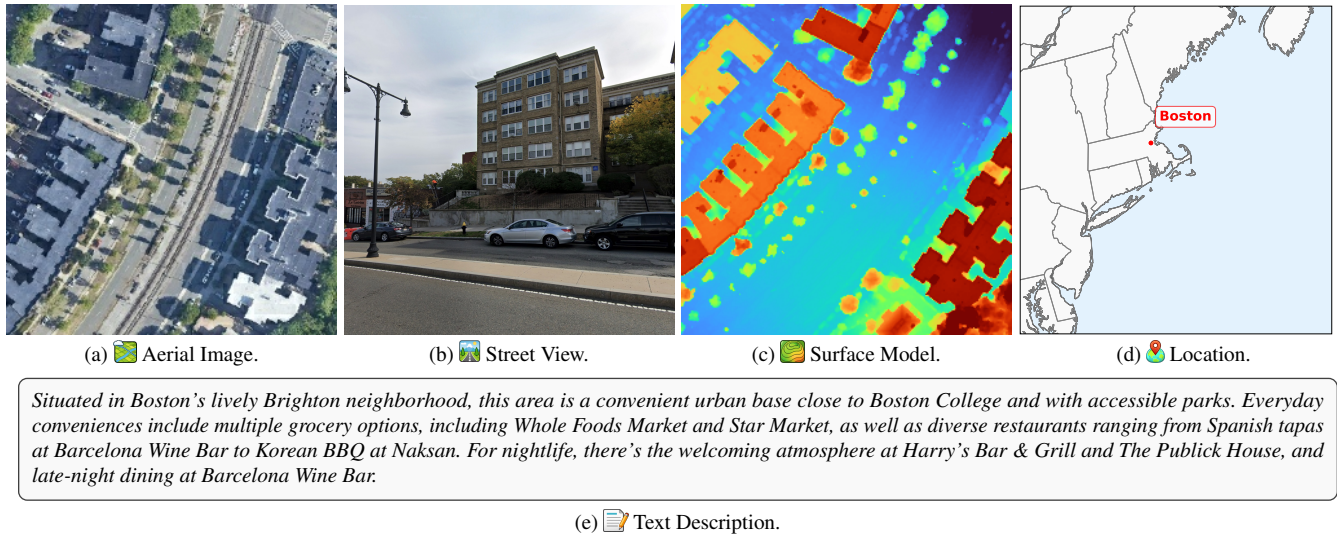 Boston
(a) Aerial Image.
(b) Street View.
(c) Surface Model.
(d) Location.
Situated in Boston's lively Brighton neighborhood, this area is a convenient urban base close to Boston College and with accessible parks. Everyday
conveniences include multiple grocery options, including Whole Foods Market and Star Market, as well as diverse restaurants ranging from Spanish tapas
at Barcelona Wine Bar to Korean BBQ at Naksan. For nightlife, there's the welcoming atmosphere at Harry's Bar & Grill and The Publick House, and
late-night dining at Barcelona Wine Bar.
(e) Text Description.